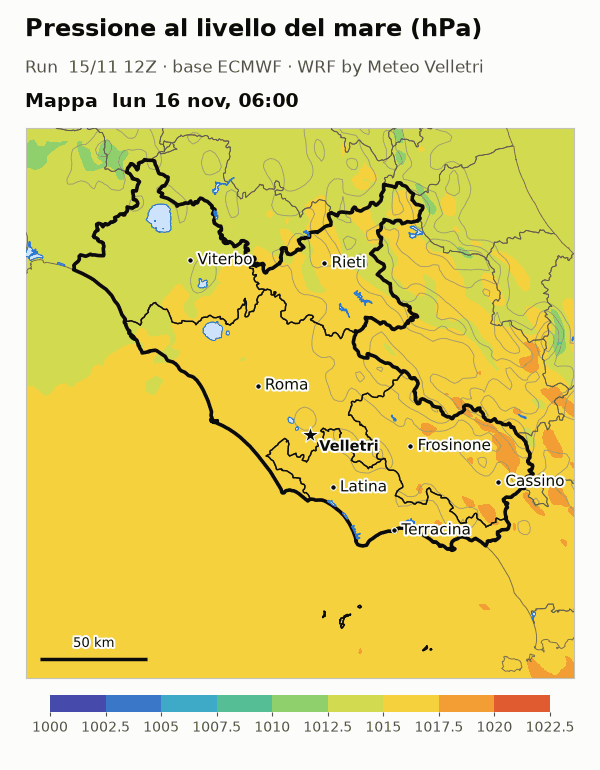 Pressione al livello del mare (hPa)
Run  15/11 12Z · base ECMWF · WRF by Meteo Velletri
Mappa  lun 16 nov, 06:00
Viterbo
Rieti
Roma
Velletri
Frosinone
Cassino
Latina
Terracina
50 km
1000 1002.5 1005 1007.5 1010 1012.5 1015 1017.5 1020 1022.5